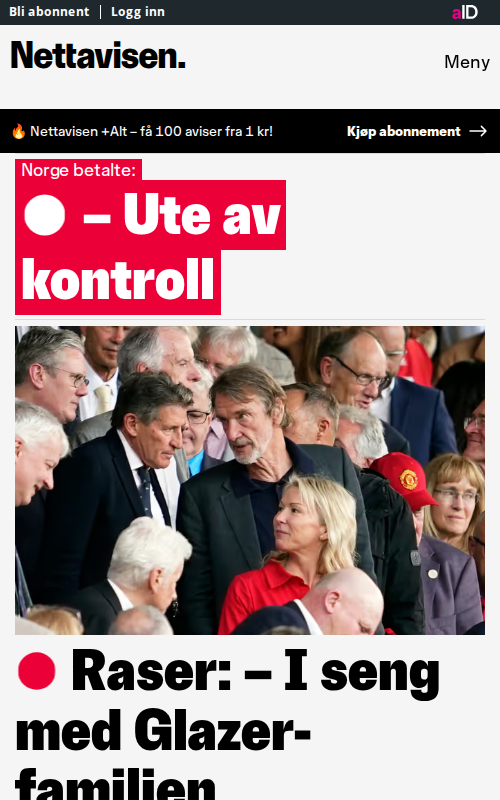 Bli abonnent | Logg inn
aID
Nettavisen.
Meny
🔥 Nettavisen +Alt – få 100 aviser fra 1 kr!
Kjøp abonnement →
Norge betalte:
– Ute av
kontroll
Raser: – I seng
med Glazer-
familien